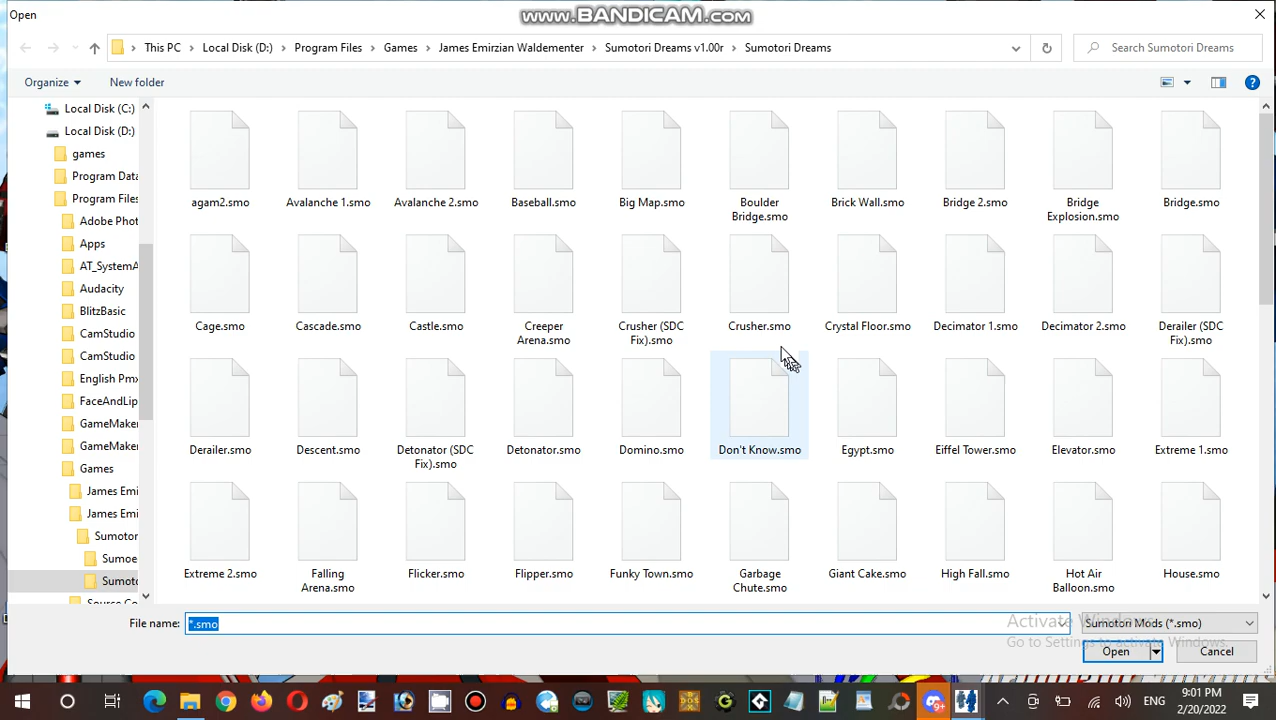 www.BANDICAM.com
Open
This PC > Local Disk (D:) > Program Files > Games > James Emirzian Waldementer > Sumotori Dreams v1.00r > Sumotori Dreams
Search Sumotori Dreams
Organize
New folder
Local Disk (C:)
Local Disk (D:)
games
Program Data
Program Files
Adobe Phot
Apps
AT_SystemA
Audacity
BlitzBasic
CamStudio
CamStudio
English Pmx
FaceAndLip
GameMaker
GameMaker
Games
James Emi
James Emi
Sumotor
Sumoe
Sumoto
agam2.smo
Avalanche 1.smo
Avalanche 2.smo
Baseball.smo
Big Map.smo
Boulder
Bridge.smo
Brick Wall.smo
Bridge 2.smo
Bridge
Explosion.smo
Bridge.smo
Cage.smo
Cascade.smo
Castle.smo
Creeper
Arena.smo
Crusher (SDC
Fix).smo
Crusher.smo
Crystal Floor.smo
Decimator 1.smo
Decimator 2.smo
Derailer (SDC
Fix).smo
Derailer.smo
Descent.smo
Detonator (SDC
Fix).smo
Detonator.smo
Domino.smo
Don't Know.smo
Egypt.smo
Eiffel Tower.smo
Elevator.smo
Extreme 1.smo
Extreme 2.smo
Falling
Arena.smo
Flicker.smo
Flipper.smo
Funky Town.smo
Garbage
Chute.smo
Giant Cake.smo
High Fall.smo
Hot Air
Balloon.smo
House.smo
File name:
*.smo
Sumotori Mods (*.smo)
Activate Windows
Go to Settings to activate Windows.
Open
Cancel
9+
ENG
9:01 PM
2/20/2022